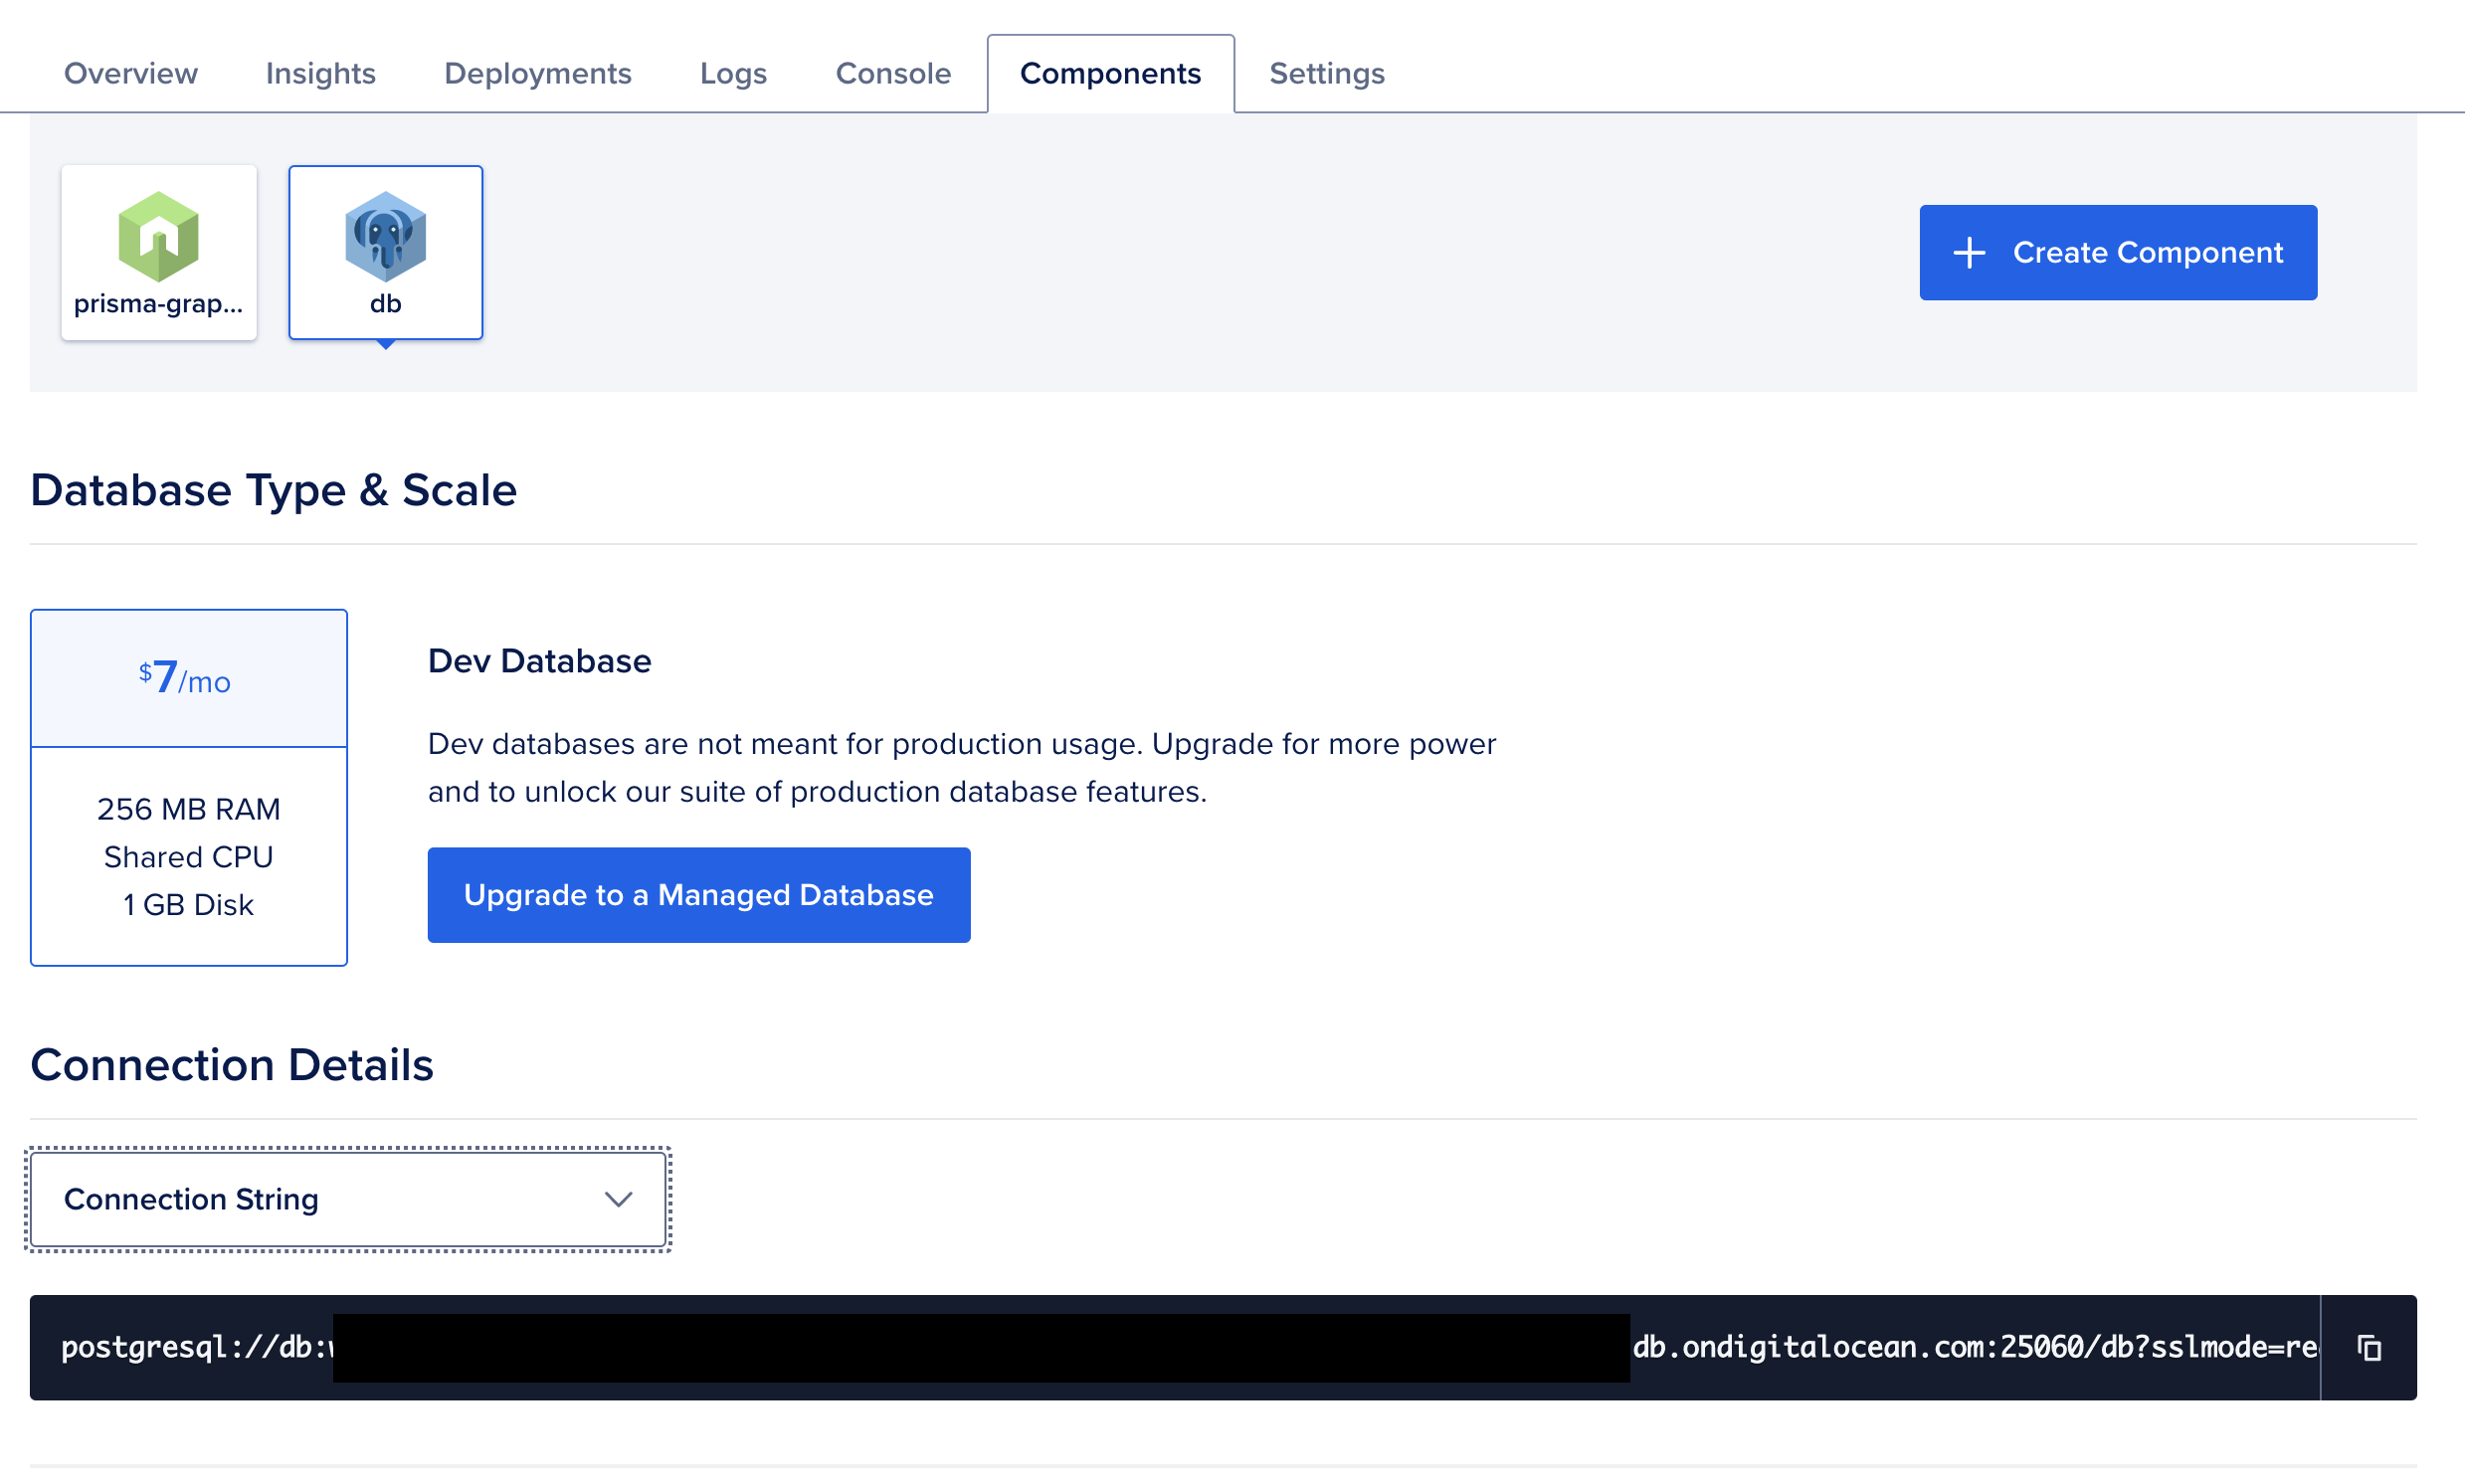 Overview Insights Deployments Logs Console Components Settings
prisma-grap...
db
Create Component
Database Type & Scale
$7/mo
256 MB RAM
Shared CPU
1 GB Disk
Dev Database
Dev databases are not meant for production usage. Upgrade for more power
and to unlock our suite of production database features.
Upgrade to a Managed Database
Connection Details
Connection String
postgresql://db: db.ondigitalocean.com:25060/db?sslmode=re